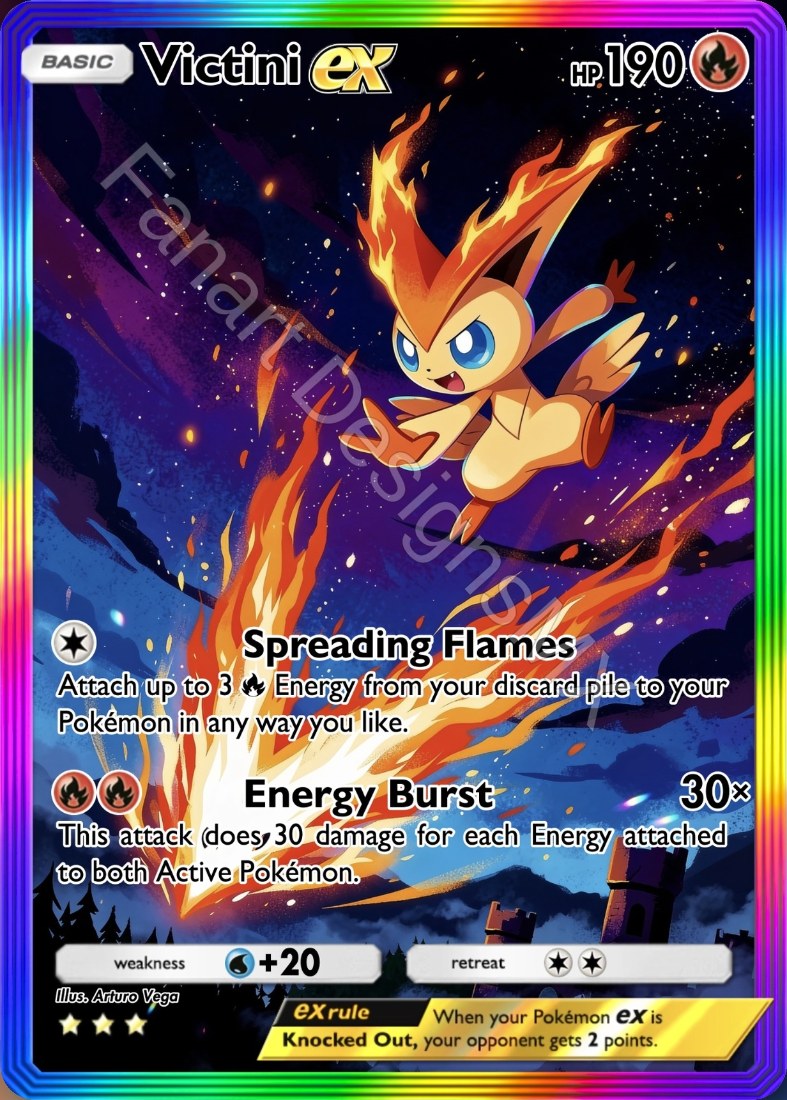 BASIC Victini ex HP 190
Fanart DesignsMX
Spreading Flames
Attach up to 3 Energy from your discard pile to your
Pokémon in any way you like.
Energy Burst 30×
This attack does 30 damage for each Energy attached
to both Active Pokémon.
weakness +20 retreat
Illus. Arturo Vega
ex rule When your Pokémon ex is
Knocked Out, your opponent gets 2 points.